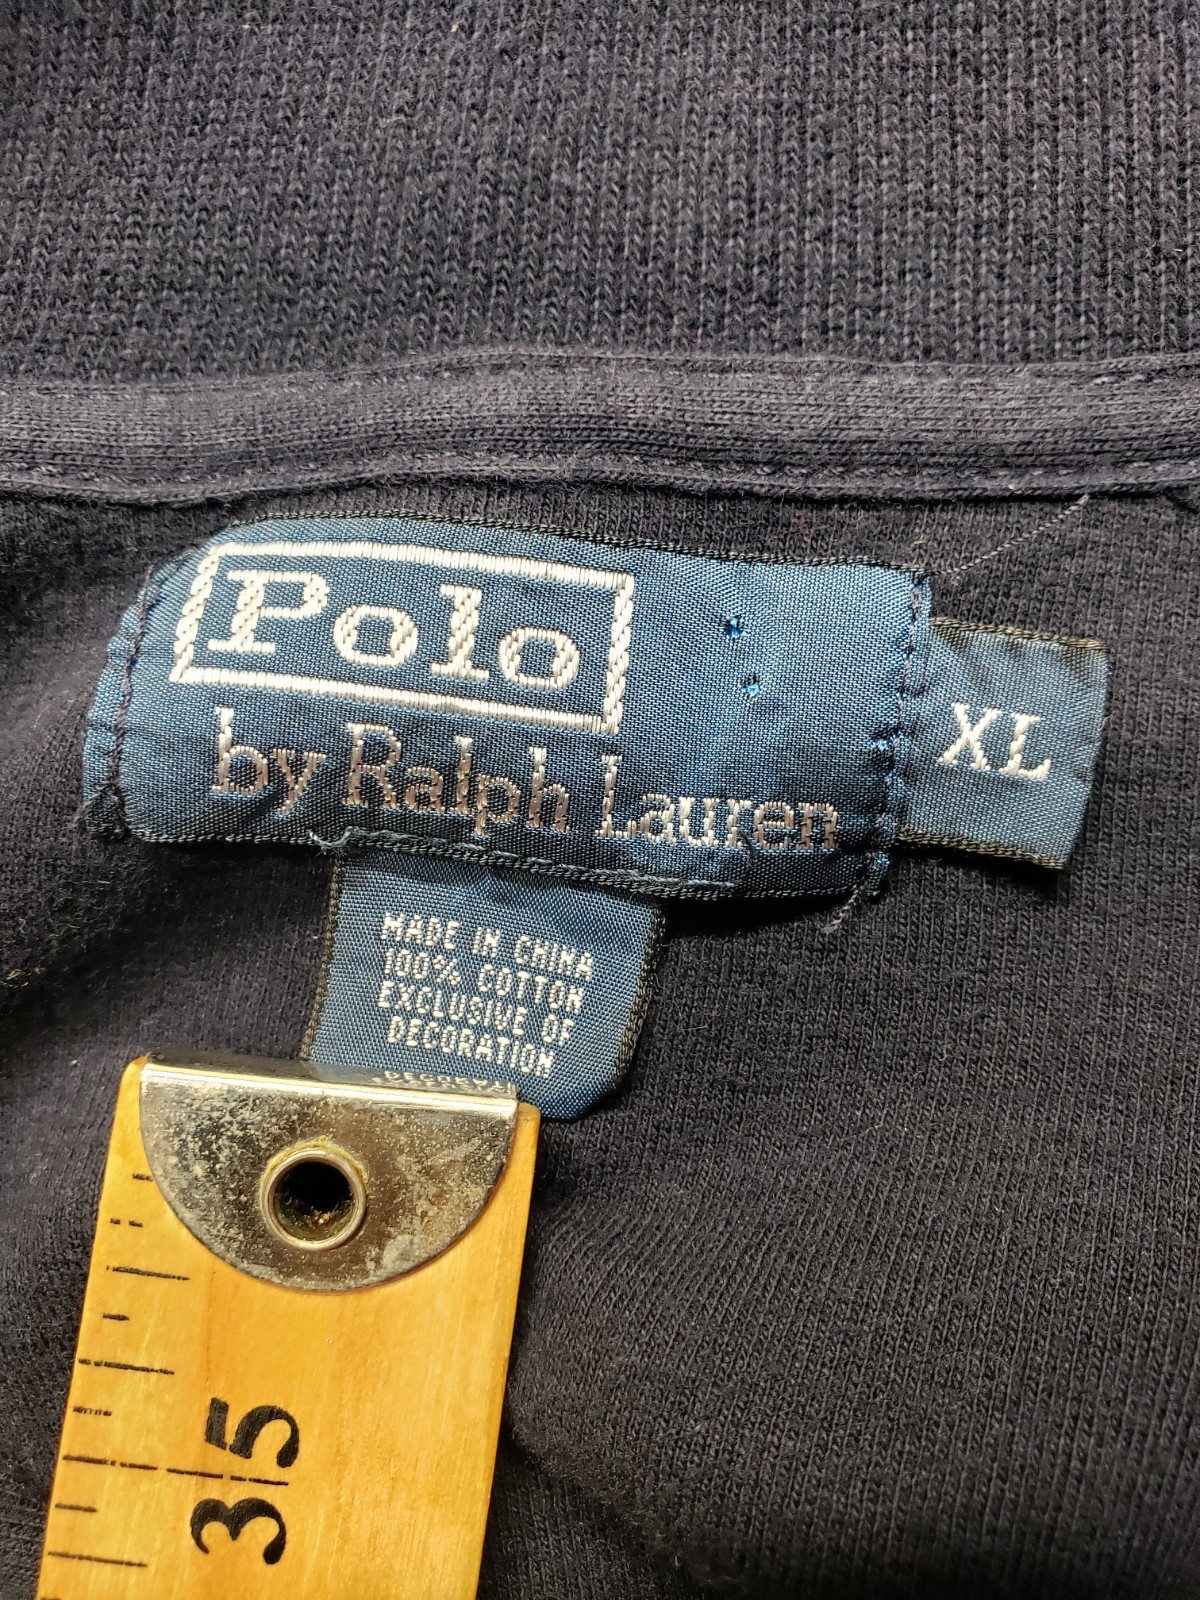 Polo
by Ralph Lauren
XL
MADE IN CHINA
100% COTTON
EXCLUSIVE OF
DECORATION
35